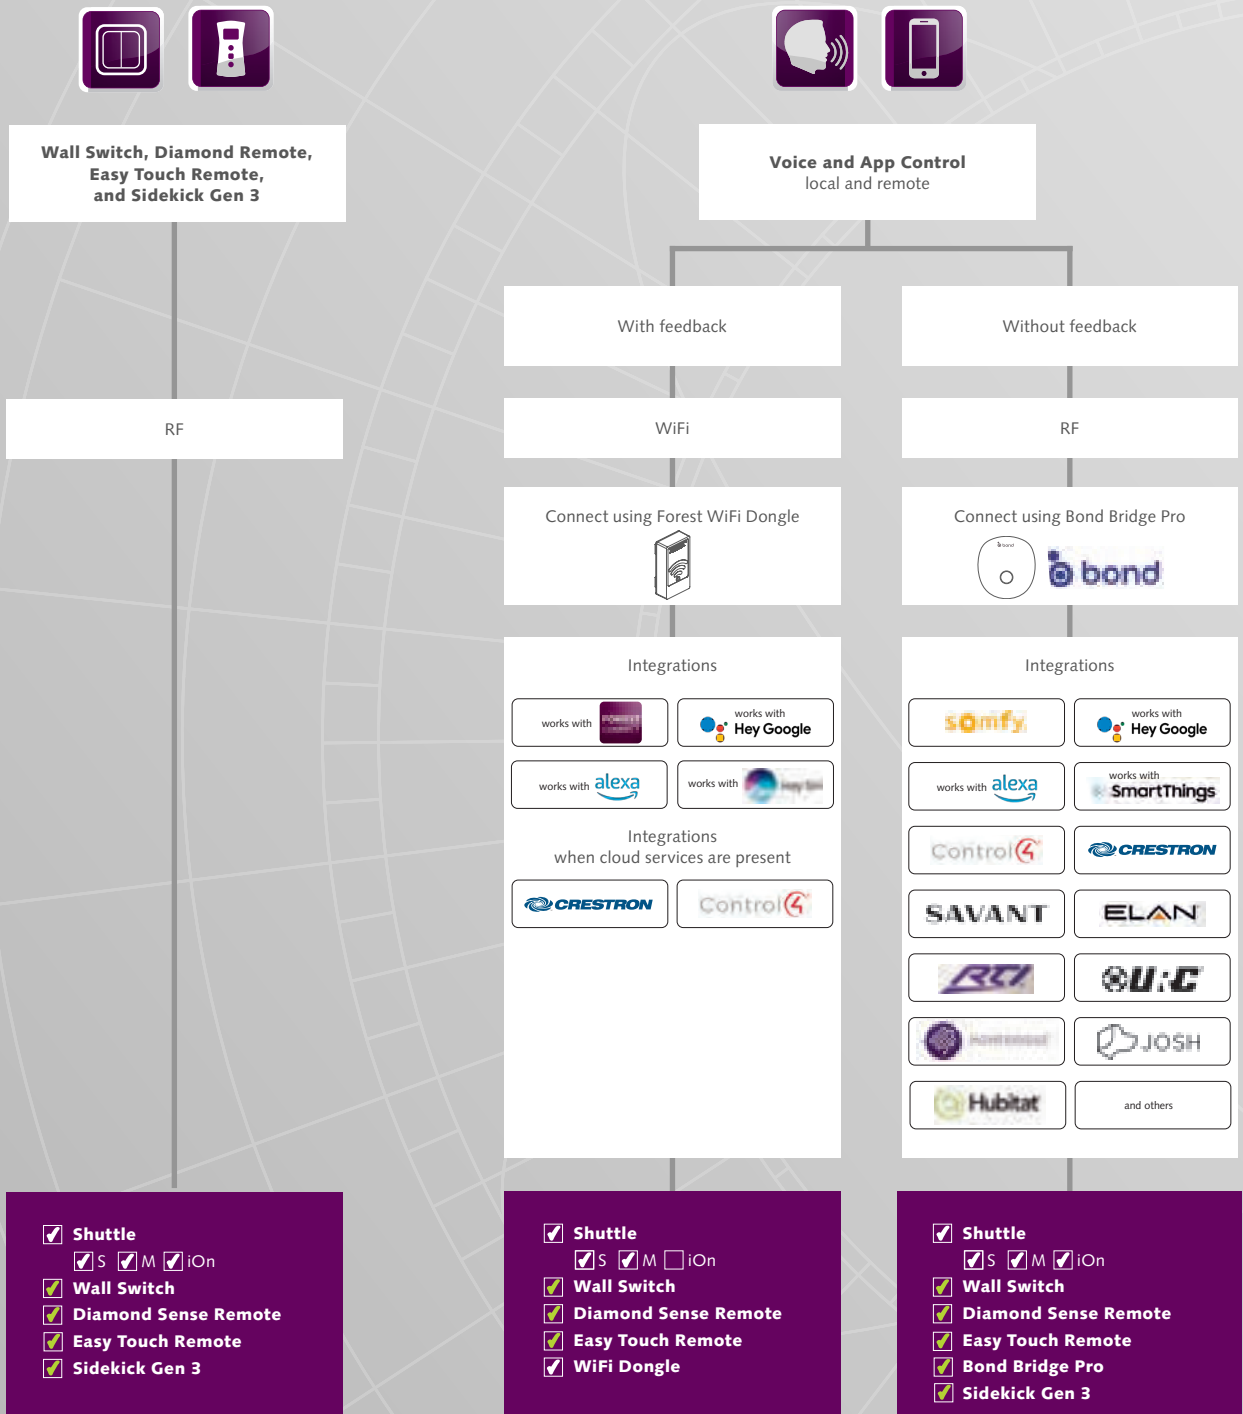 Wall Switch, Diamond Remote,
Easy Touch Remote,
and Sidekick Gen 3
RF
Voice and App Control
local and remote
With feedback
WiFi
Connect using Forest WiFi Dongle
Integrations
works with
works with
Hey Google
works with alexa
works with Hey Siri
Integrations
when cloud services are present
CRESTRON
Control4
Without feedback
RF
Connect using Bond Bridge Pro
bond
bond
Integrations
somfy
works with
Hey Google
works with alexa
works with
SmartThings
Control4
CRESTRON
SAVANT
ELAN
RTI
URC
JOSH
Hubitat
and others
Shuttle
S M iOn
Wall Switch
Diamond Sense Remote
Easy Touch Remote
Sidekick Gen 3
Shuttle
S M iOn
Wall Switch
Diamond Sense Remote
Easy Touch Remote
WiFi Dongle
Shuttle
S M iOn
Wall Switch
Diamond Sense Remote
Easy Touch Remote
Bond Bridge Pro
Sidekick Gen 3